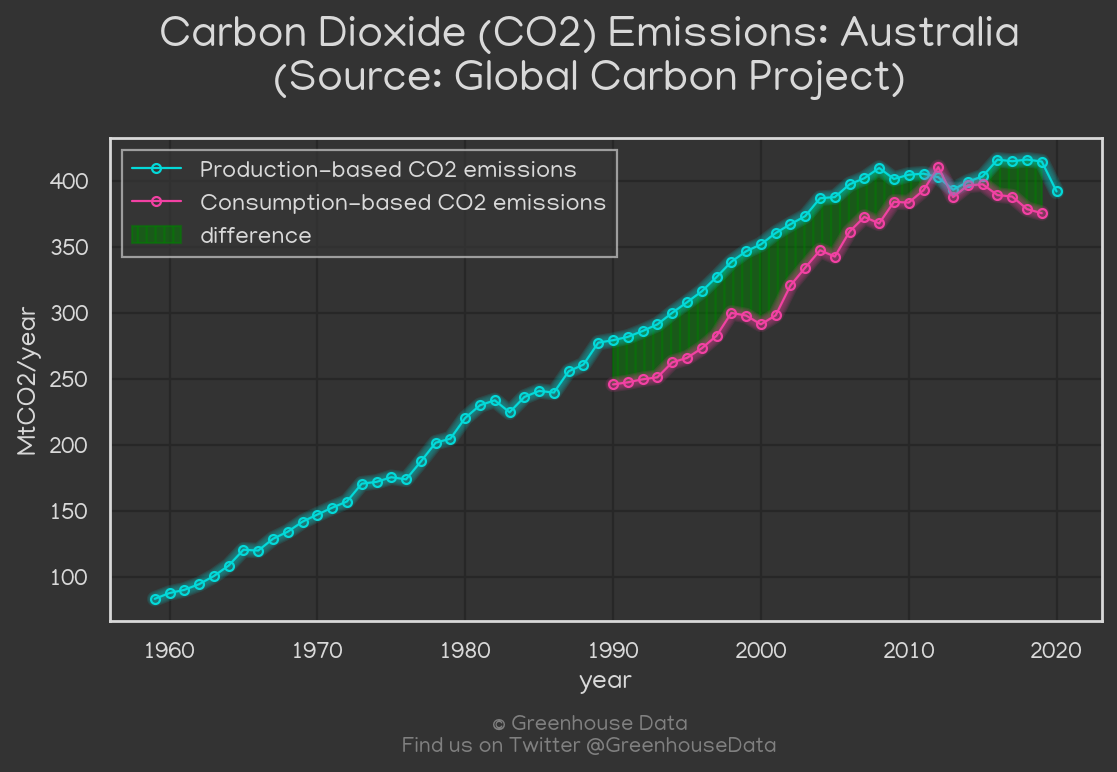 Carbon Dioxide (CO2) Emissions: Australia
(Source: Global Carbon Project)
Production-based CO2 emissions
Consumption-based CO2 emissions
difference
400
350
300
250
200
150
100
MtCO2/year
1960 1970 1980 1990 2000 2010 2020
year
© Greenhouse Data
Find us on Twitter @GreenhouseData